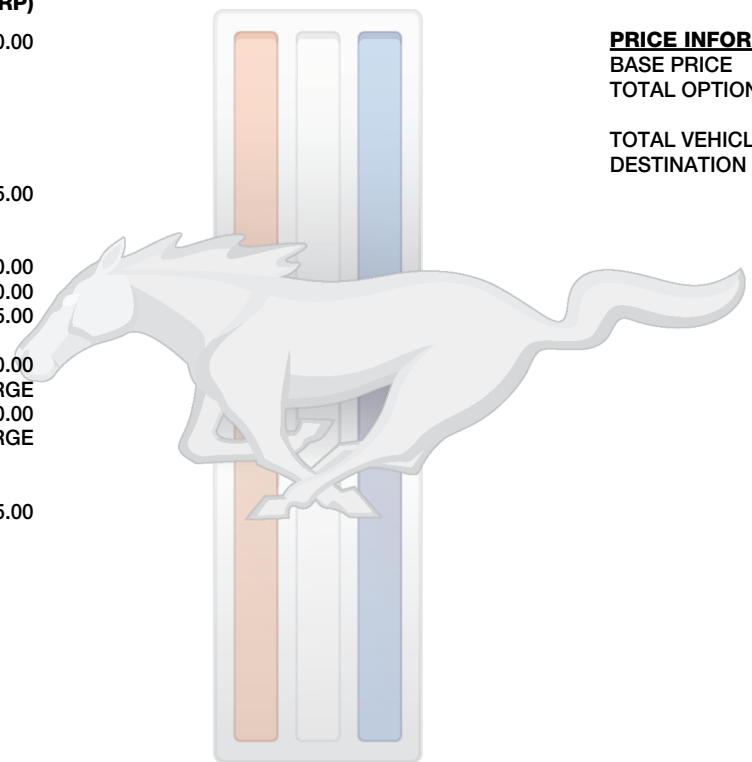 RP)
0.00
5.00
0.00
0.00
5.00
0.00
RGE
0.00
RGE
5.00
PRICE INFOR
BASE PRICE
TOTAL OPTION
TOTAL VEHICL
DESTINATION